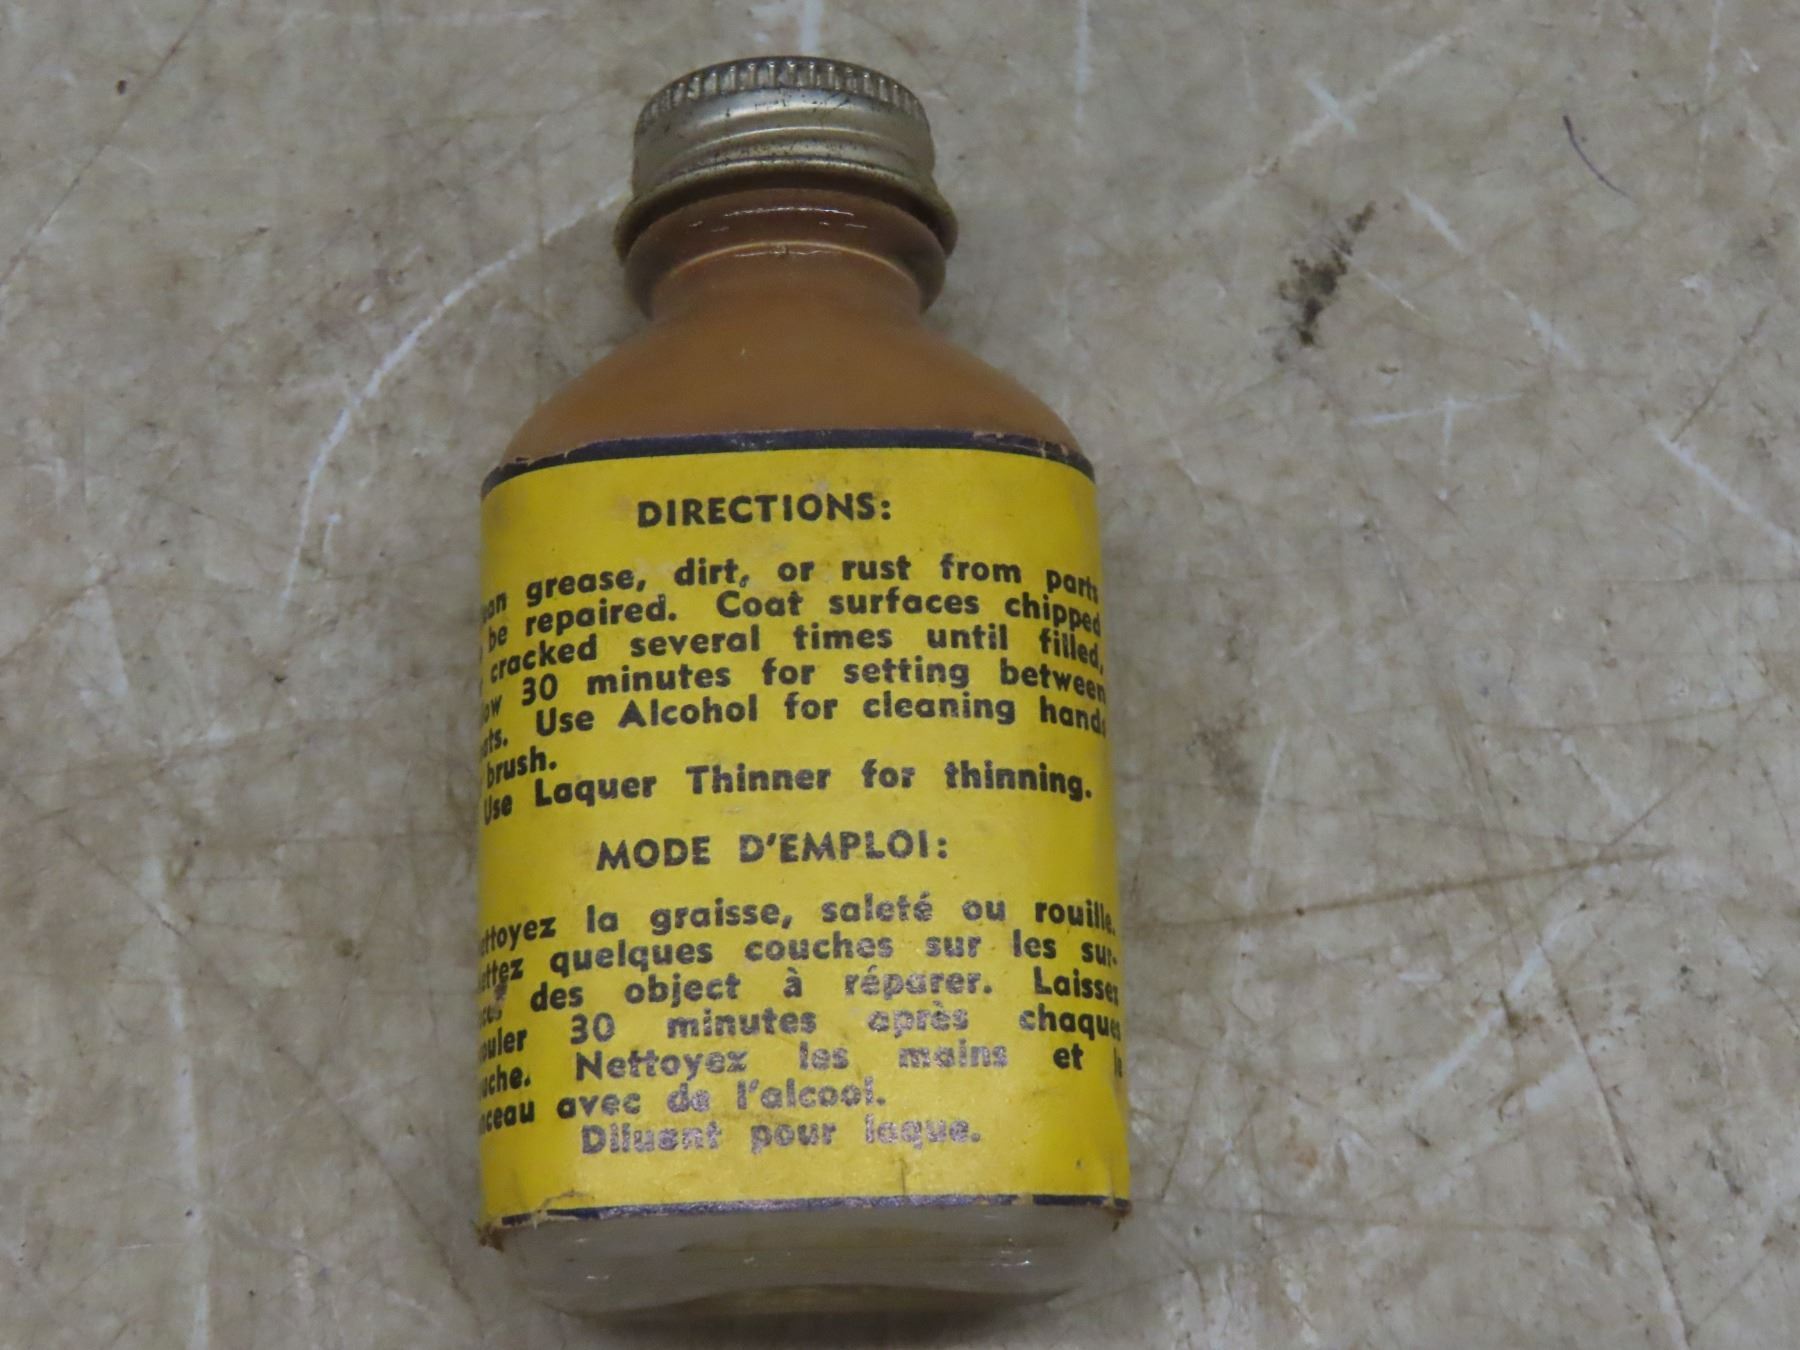 DIRECTIONS:
grease, dirt, or rust from parts
be repaired. Coat surfaces chipped
cracked several times until filled,
30 minutes for setting between
Use Alcohol for cleaning hands
brush.
Use Laquer Thinner for thinning.
MODE D'EMPLOI:
la graisse, saleté ou rouille.
quelques couches sur les sur-
des object à réparer. Laissez
30 minutes après chaques
Nettoyez les mains et
avec de l'alcool.
Diluant pour laque.